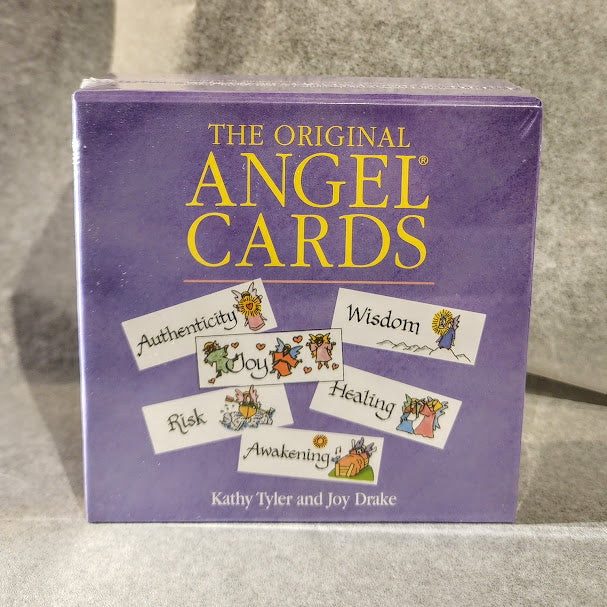 THE ORIGINAL
ANGEL®
CARDS
Authenticity
Wisdom
Joy
Healing
Risk
Awakening
Kathy Tyler and Joy Drake